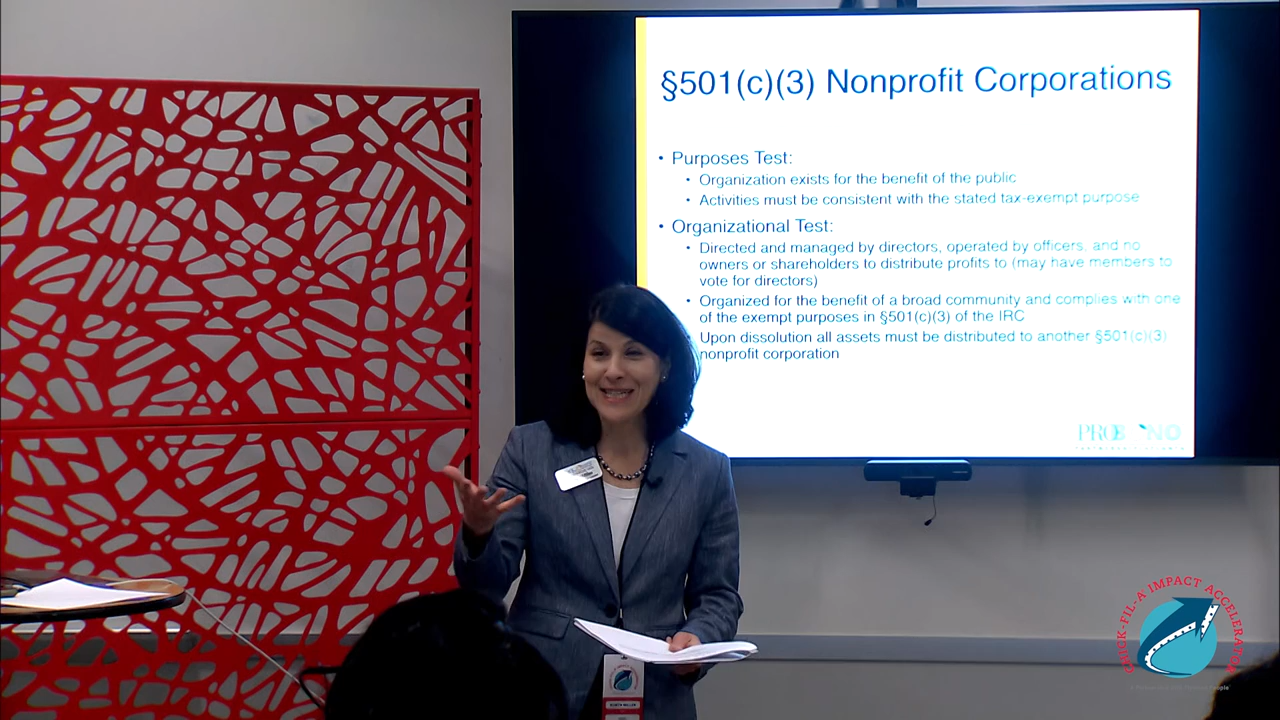 §501(c)(3) Nonprofit Corporations
• Purposes Test:
• Organization exists for the benefit of the public
• Activities must be consistent with the stated tax-exempt purpose
• Organizational Test:
• Directed and managed by directors, operated by officers, and no
owners or shareholders to distribute profits to (may have members to
vote for directors)
• Organized for the benefit of a broad community and complies with one
of the exempt purposes in §501(c)(3) of the IRC
Upon dissolution all assets must be distributed to another §501(c)(3)
nonprofit corporation
CHICK-FIL-A IMPACT ACCELERATOR